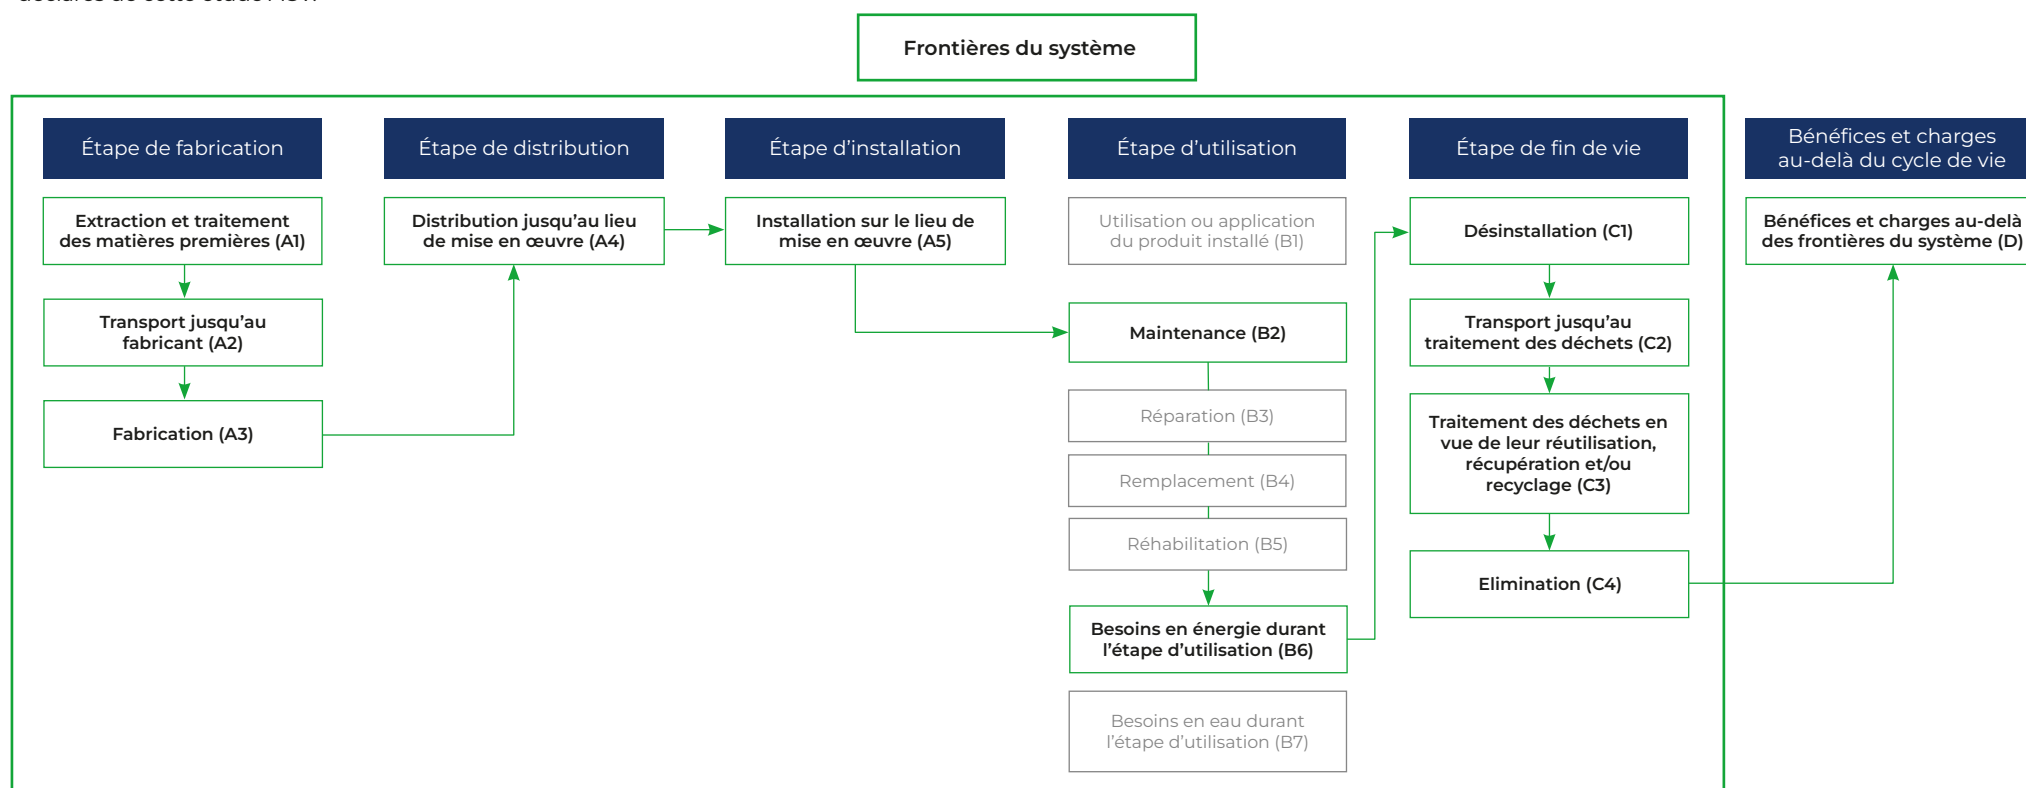 Frontières du système
Étape de fabrication
Extraction et traitement
des matières premières (A1)
Transport jusqu'au
fabricant (A2)
Fabrication (A3)
Étape de distribution
Distribution jusqu'au lieu
de mise en œuvre (A4)
Étape d'installation
Installation sur le lieu de
mise en œuvre (A5)
Étape d'utilisation
Utilisation ou application
du produit installé (B1)
Maintenance (B2)
Réparation (B3)
Remplacement (B4)
Réhabilitation (B5)
Besoins en énergie durant
l'étape d'utilisation (B6)
Besoins en eau durant
l'étape d'utilisation (B7)
Étape de fin de vie
Désinstallation (C1)
Transport jusqu'au
traitement des déchets (C2)
Traitement des déchets en
vue de leur réutilisation,
récupération et/ou
recyclage (C3)
Elimination (C4)
Bénéfices et charges
au-delà du cycle de vie
Bénéfices et charges au-delà
des frontières du système (D)